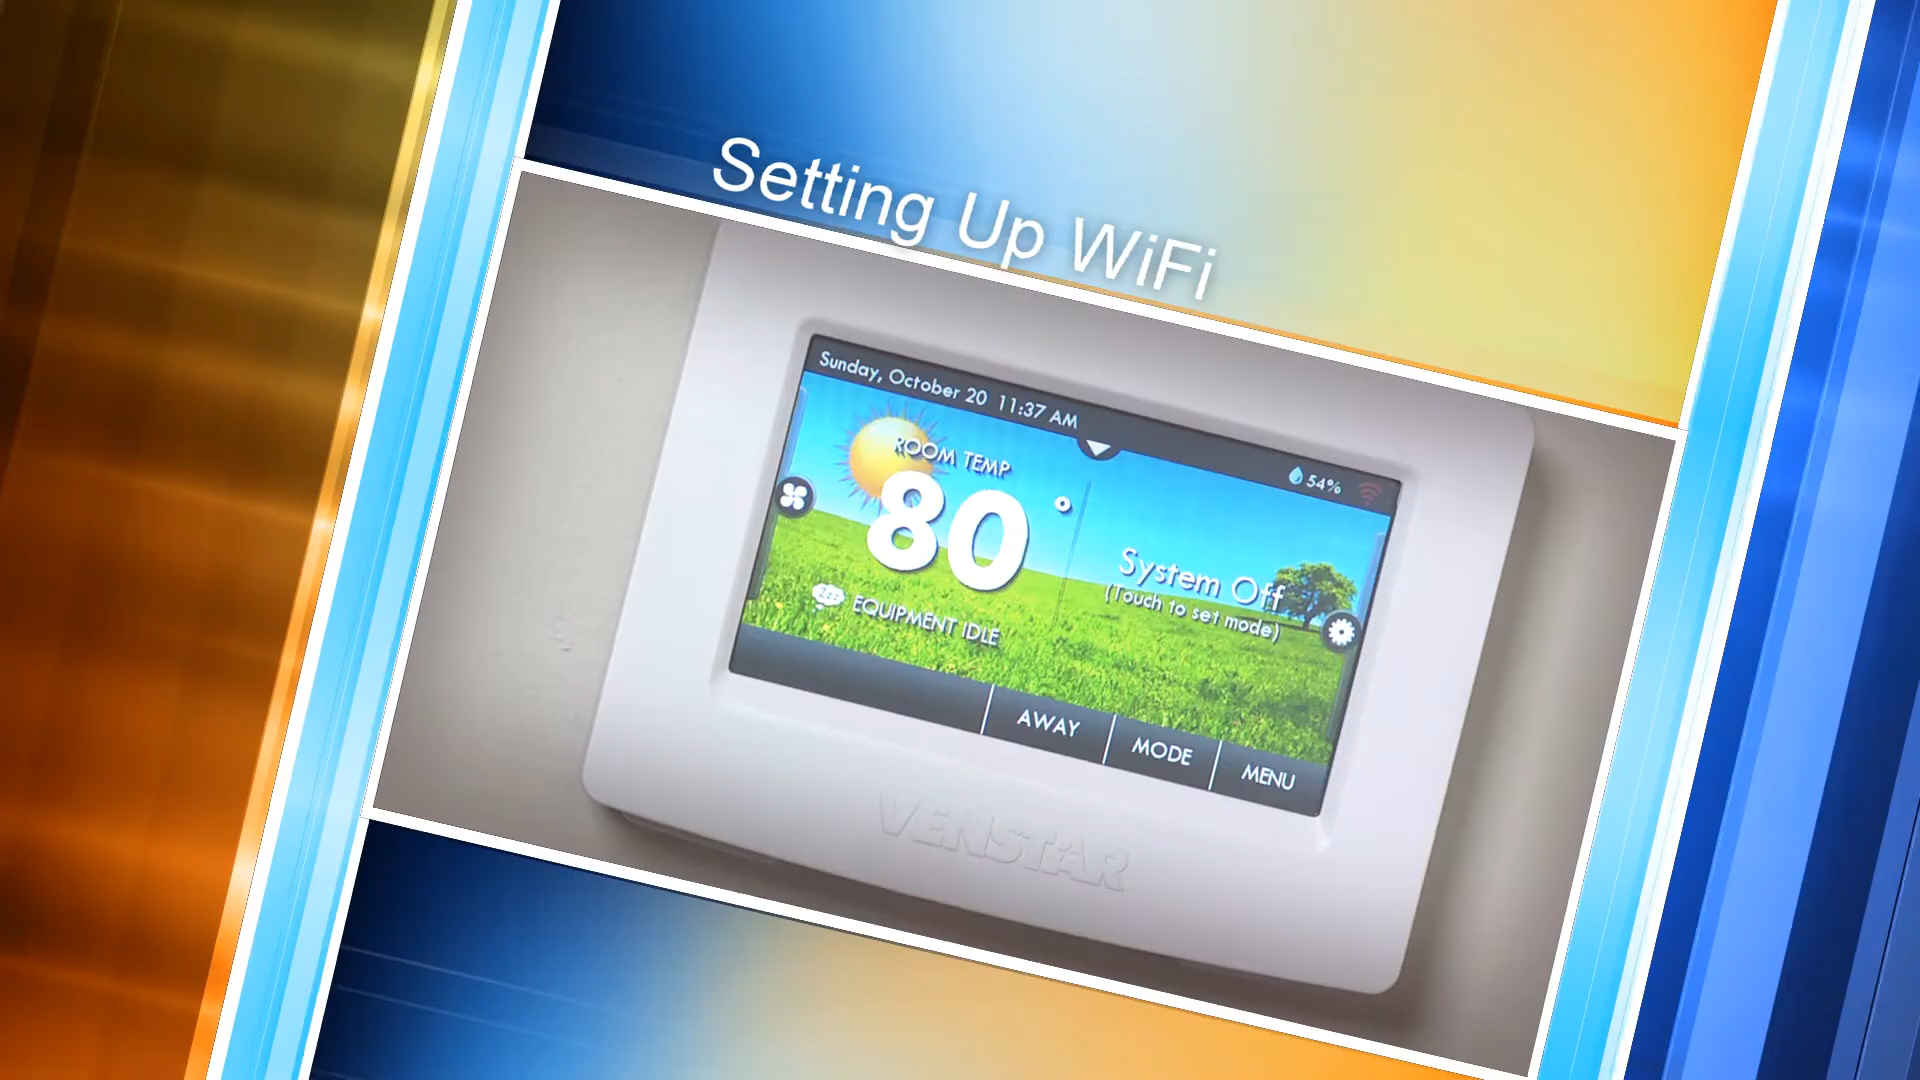 Setting Up WiFi
Sunday, October 20 11:37 AM
54%
ROOM TEMP
80°
System Off
(Touch to set mode)
zzz
EQUIPMENT IDLE
AWAY
MODE
MENU
VENSTAR